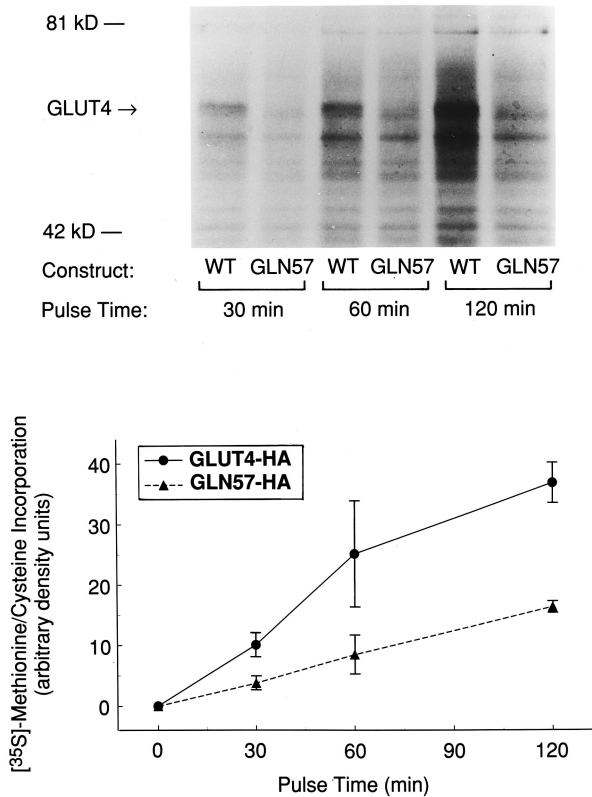 81 kD —
GLUT4 →
42 kD —
Construct: WT GLN57 WT GLN57 WT GLN57
Pulse Time: 30 min 60 min 120 min
[35S]-Methionine/Cysteine Incorporation
(arbitrary density units)
GLUT4-HA
GLN57-HA
40
30
20
10
0
0 30 60 90 120
Pulse Time (min)